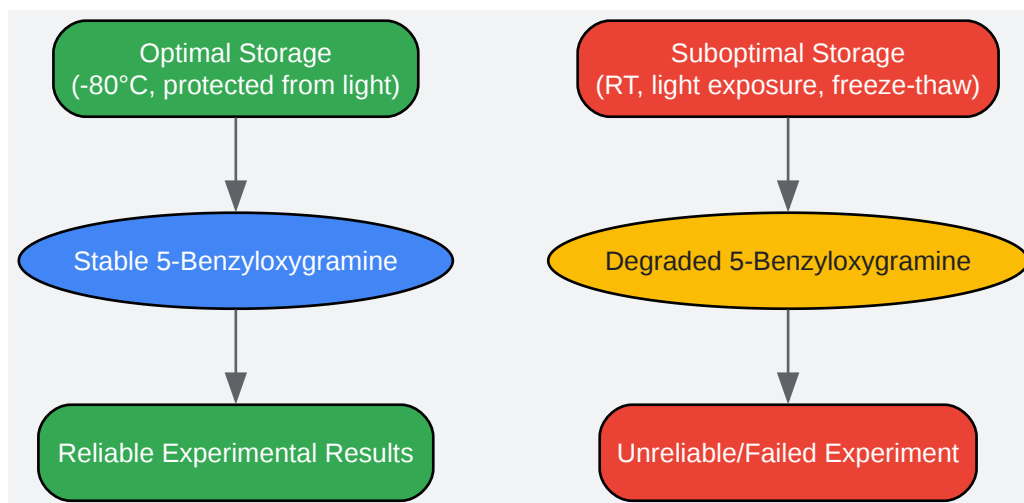 Optimal Storage
(-80°C, protected from light)
Suboptimal Storage
(RT, light exposure, freeze-thaw)
Stable 5-Benzyloxygramine
Degraded 5-Benzyloxygramine
Reliable Experimental Results
Unreliable/Failed Experiment